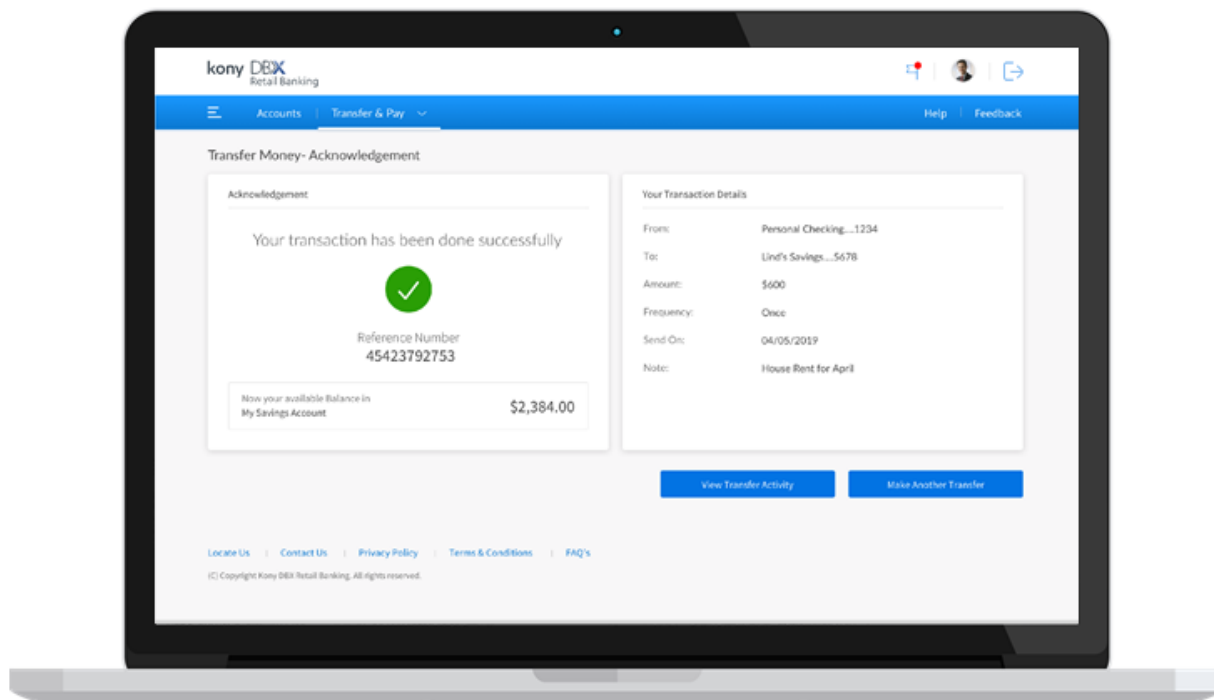 kony DBX
Retail Banking
Accounts
Transfer & Pay
Help
Feedback
Transfer Money- Acknowledgement
Acknowledgement
Your transaction has been done successfully
Reference Number
45423792753
Now your available Balance in
My Savings Account
$2,384.00
Your Transaction Details
From: Personal Checking....1234
To: Lind's Savings....5678
Amount: $600
Frequency: Once
Send On: 04/05/2019
Note: House Rent for April
View Transfer Activity
Make Another Transfer
Locate Us
Contact Us
Privacy Policy
Terms & Conditions
FAQ's
(C) Copyright Kony DBX Retail Banking. All rights reserved.